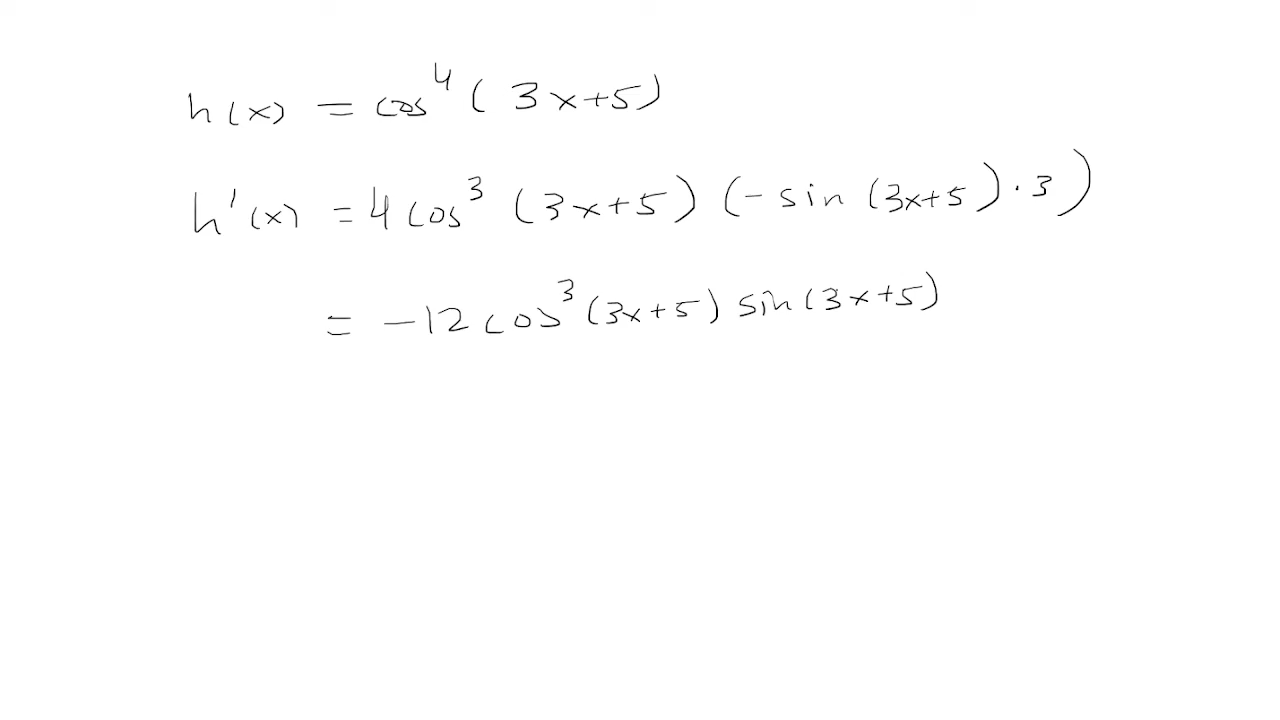 h(x) = cos⁴(3x+5)
h'(x) = 4cos³(3x+5)(-sin(3x+5)·3)
= -12cos³(3x+5)sin(3x+5)